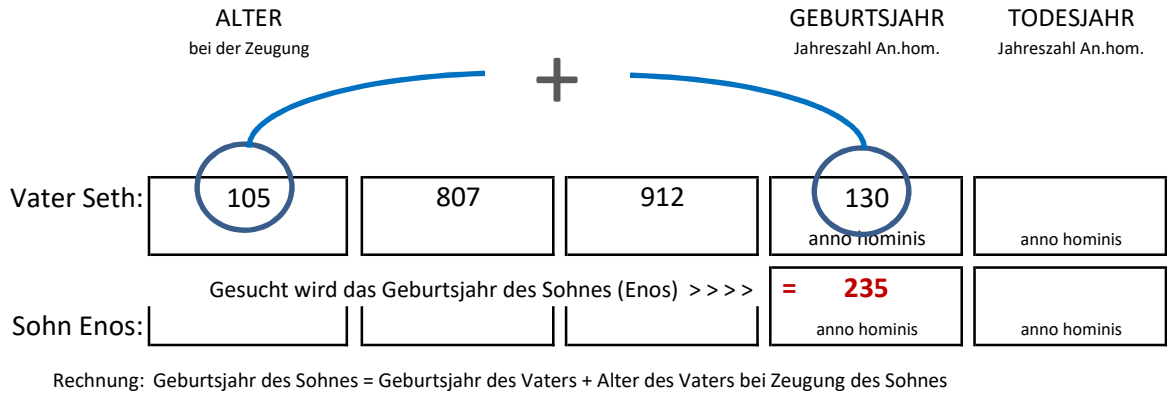 ALTER GEBURTSJAHR TODESJAHR
bei der Zeugung Jahreszahl An.hom. Jahreszahl An.hom.
+
Vater Seth: 105 807 912 130
anno hominis anno hominis
Gesucht wird das Geburtsjahr des Sohnes (Enos) > > > > = 235
Sohn Enos: anno hominis anno hominis
Rechnung: Geburtsjahr des Sohnes = Geburtsjahr des Vaters + Alter des Vaters bei Zeugung des Sohnes